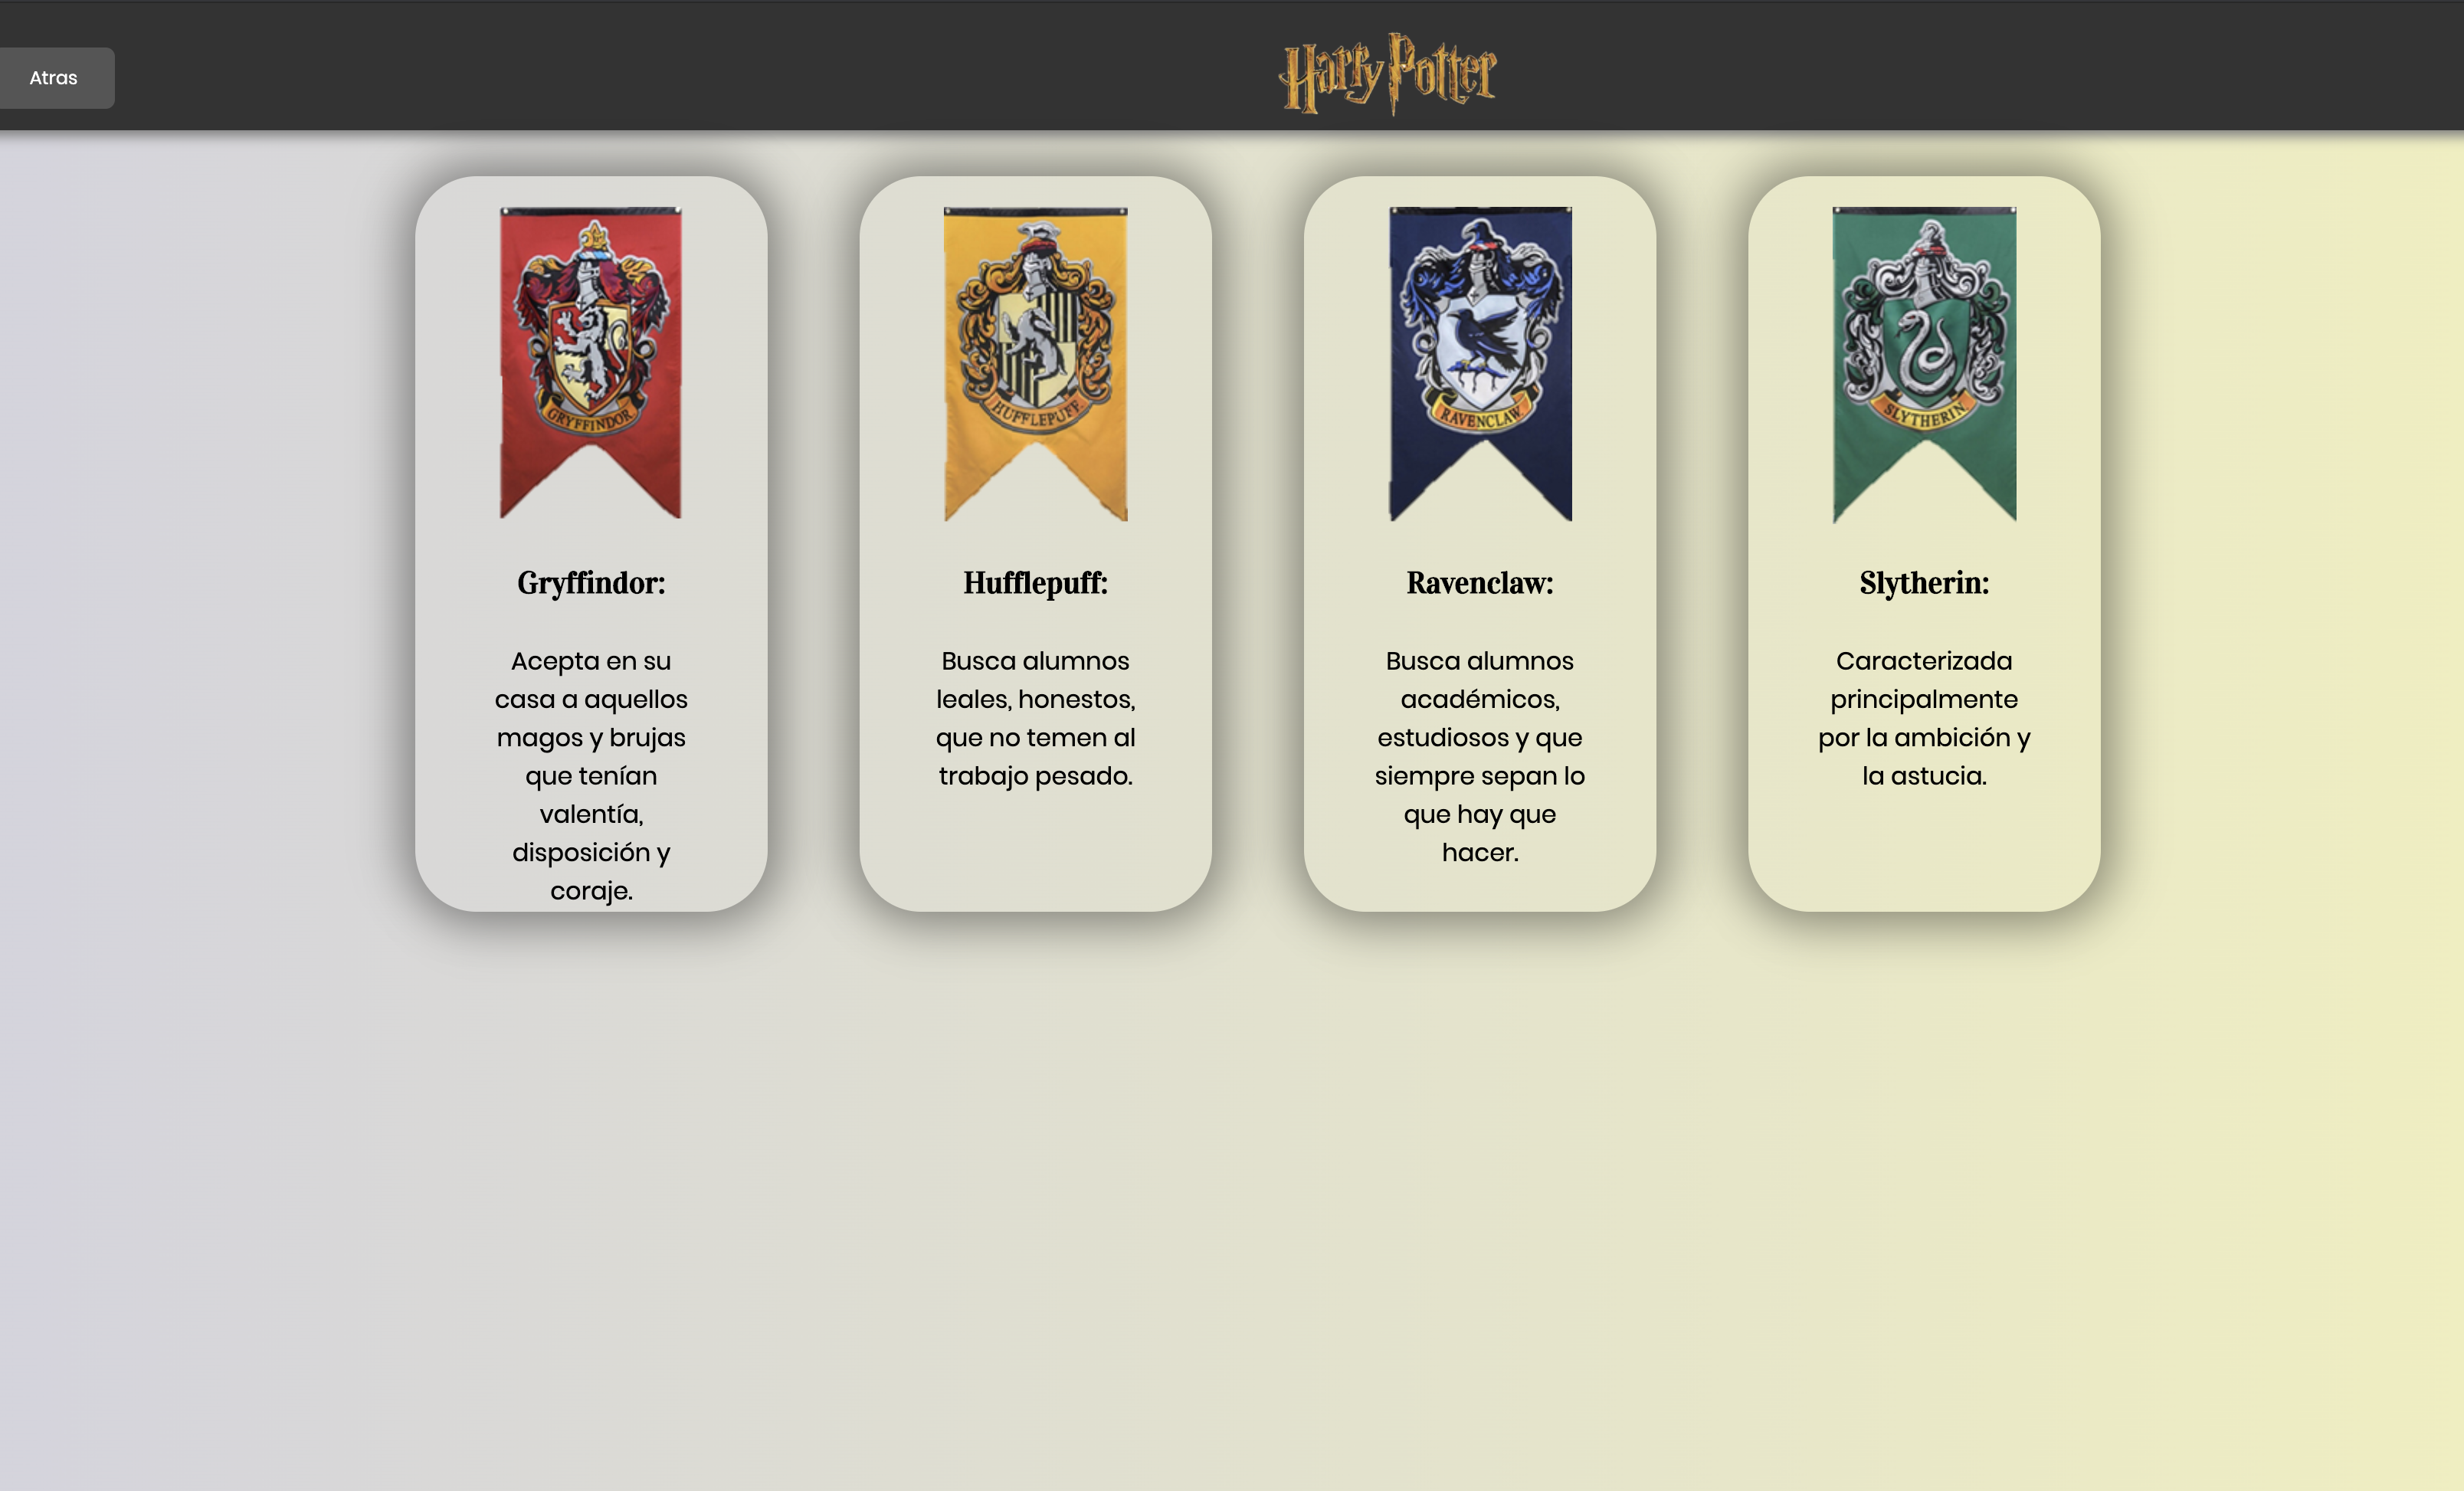 Atras
Harry Potter
GRYFFINDOR
HUFFLEPUFF
RAVENCLAW
SLYTHERIN
Gryffindor:
Acepta en su
casa a aquellos
magos y brujas
que tenían
valentía,
disposición y
coraje.
Hufflepuff:
Busca alumnos
leales, honestos,
que no temen al
trabajo pesado.
Ravenclaw:
Busca alumnos
académicos,
estudiosos y que
siempre sepan lo
que hay que
hacer.
Slytherin:
Caracterizada
principalmente
por la ambición y
la astucia.